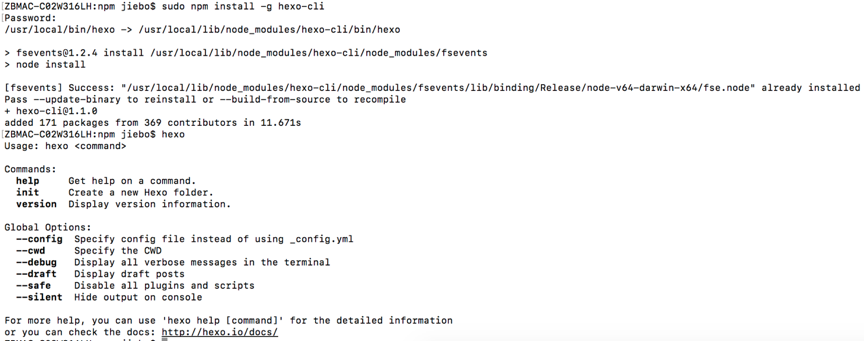 ZBMAC-C02W316LH:npm jiebo$ sudo npm install -g hexo-cli
Password:
/usr/local/bin/hexo -> /usr/local/lib/node_modules/hexo-cli/bin/hexo
> fsevents@1.2.4 install /usr/local/lib/node_modules/hexo-cli/node_modules/fsevents
> node install
[fsevents] Success: "/usr/local/lib/node_modules/hexo-cli/node_modules/fsevents/lib/binding/Release/node-v64-darwin-x64/fse.node" already installed
Pass --update-binary to reinstall or --build-from-source to recompile
+ hexo-cli@1.1.0
added 171 packages from 369 contributors in 11.671s
ZBMAC-C02W316LH:npm jiebo$ hexo
Usage: hexo <command>
Commands:
help Get help on a command.
init Create a new Hexo folder.
version Display version information.
Global Options:
--config Specify config file instead of using _config.yml
--cwd Specify the CWD
--debug Display all verbose messages in the terminal
--draft Display draft posts
--safe Disable all plugins and scripts
--silent Hide output on console
For more help, you can use 'hexo help [command]' for the detailed information
or you can check the docs: http://hexo.io/docs/